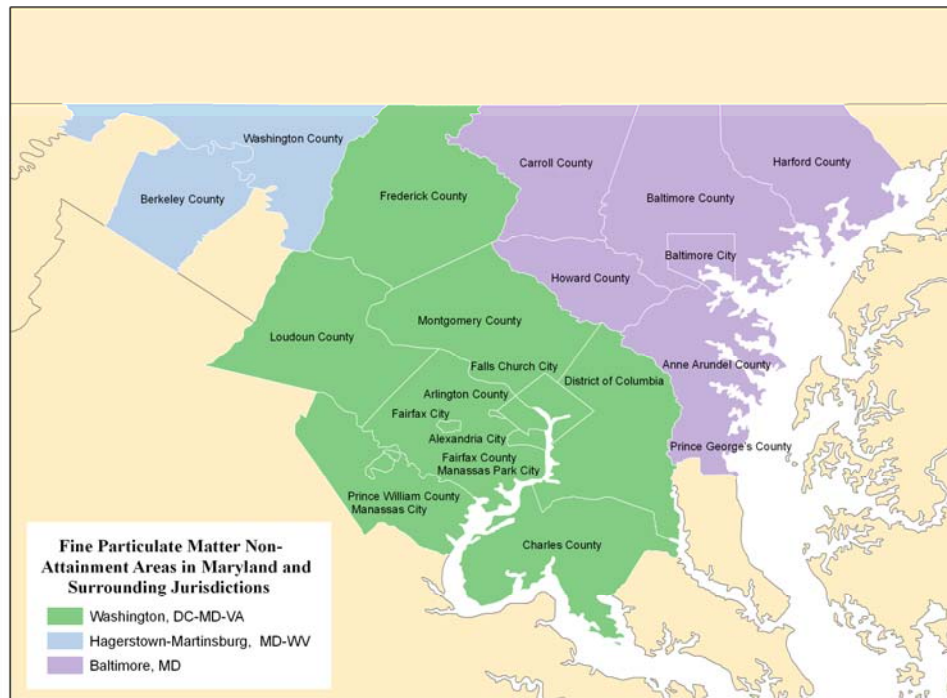 Washington County
Carroll County
Harford County
Berkeley County
Frederick County
Baltimore County
Baltimore City
Howard County
Montgomery County
Loudoun County
Falls Church City
Anne Arundel County
District of Columbia
Arlington County
Fairfax City
Alexandria City
Prince George's County
Fairfax County
Manassas Park City
Prince William County
Manassas City
Charles County
Fine Particulate Matter Non-
Attainment Areas in Maryland and
Surrounding Jurisdictions
Washington, DC-MD-VA
Hagerstown-Martinsburg, MD-WV
Baltimore, MD